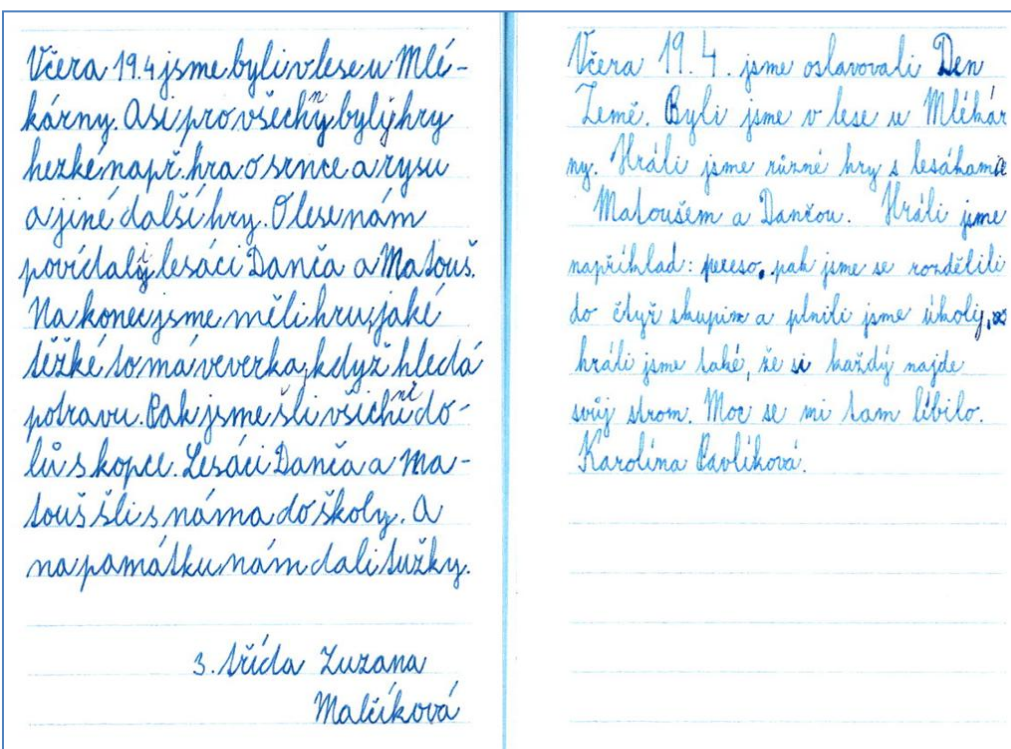 Včera 19.4 jsme byli v lese u Mlé-
kárny. Asi pro všechny byly hry
hezké např. hra o srnce a rysu
a jiné další hry. O lese nám
povídali lesáci Danča a Matouš.
Na konec jsme měli hru, jaké
těžké to má veverka, když hledá
potravu. Pak jsme šli všichni do-
lů s kopce. Lesáci Danča a Ma-
touš šli s náma do školy. A
na památku nám dali tužky.
3. třída Zuzana
Malčíková
Včera 19. 4. jsme oslavovali Den
Země. Byli jsme v lese u Mlékár
ny. Hráli jsme různé hry s lesákama
Matoušem a Dančou. Hráli jsme
například: pexeso, pak jsme se rozdělili
do čtyř skupin a plnili jsme úkoly,
hráli jsme také, že si každý najde
svůj strom. Moc se mi tam líbilo.
Karolína Pavlíková.